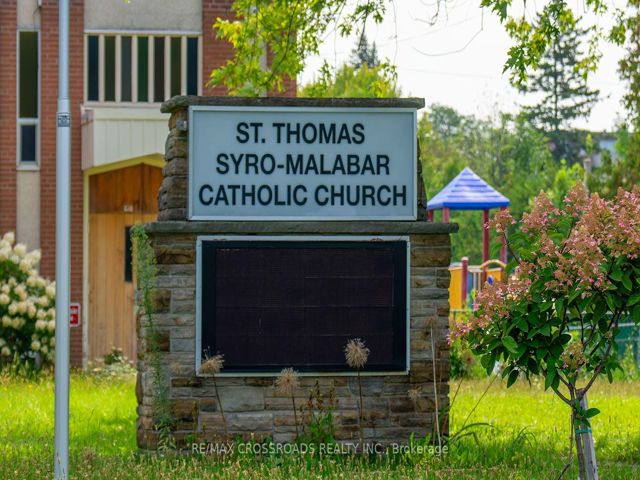 ST. THOMAS
SYRO-MALABAR
CATHOLIC CHURCH
RE/MAX CROSSROADS REALTY INC., Brokerage